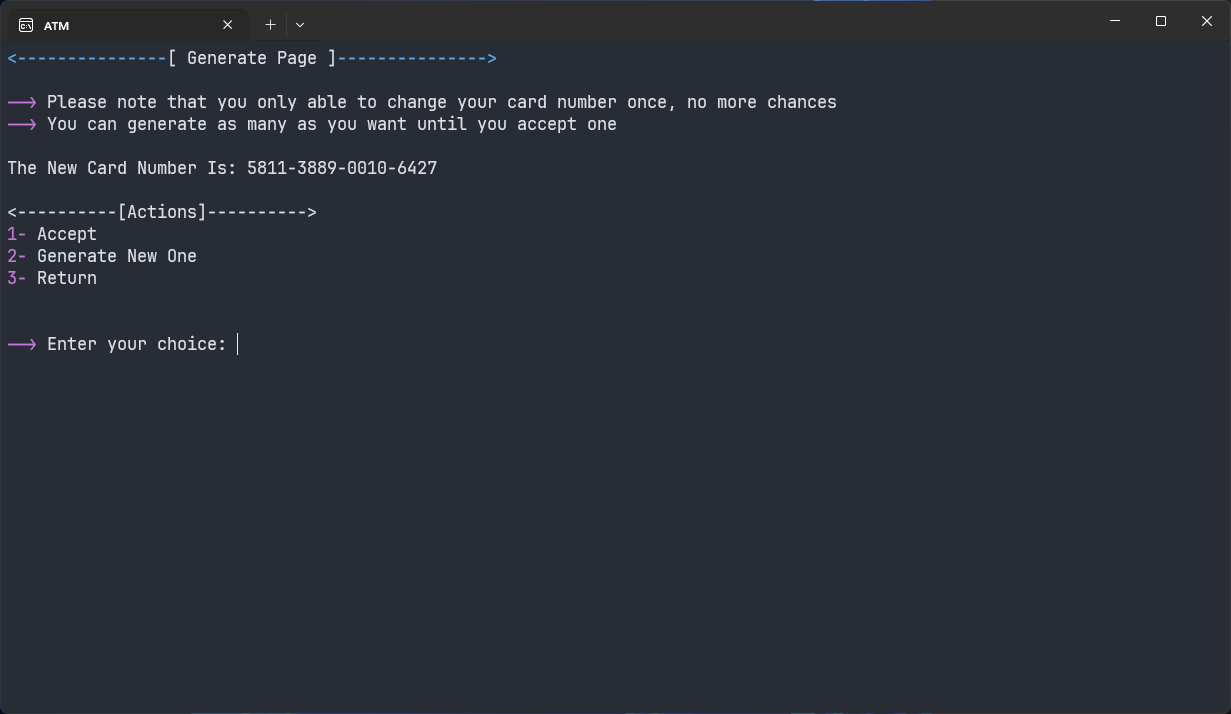 ATM
<---------------[ Generate Page ]--------------->
——> Please note that you only able to change your card number once, no more chances
——> You can generate as many as you want until you accept one
The New Card Number Is: 5811-3889-0010-6427
<----------[Actions]---------->
1- Accept
2- Generate New One
3- Return
——> Enter your choice: